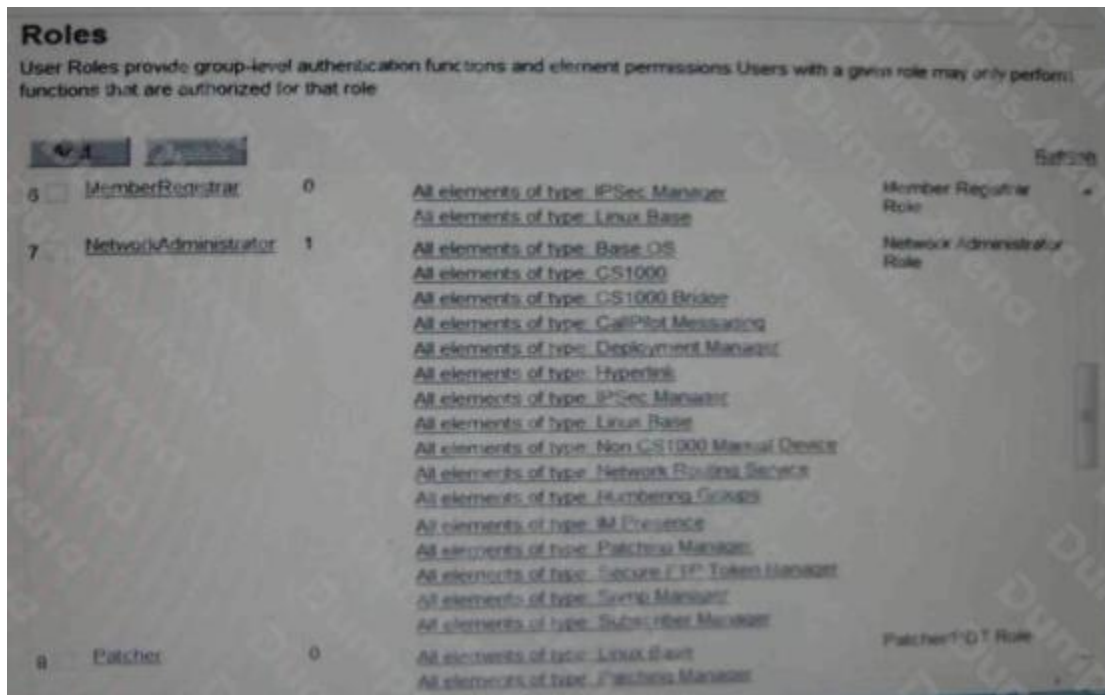 Roles
User Roles provide group-level authentication functions and element permissions Users with a given role may only perform
functions that are authorized for that role
6 MemberRegistrar 0 All elements of type: IPSec Manager Member Registrar
All elements of type: Linux Base Role
7 NetworkAdministrator 1 All elements of type: Base OS Network Administrator
All elements of type: CS1000 Role
All elements of type: CS1000 Bridge
All elements of type: CallPilot Messaging
All elements of type: Deployment Manager
All elements of type: Hyperlink
All elements of type: IPSec Manager
All elements of type: Linux Base
All elements of type: Non CS1000 Manual Device
All elements of type: Network Routing Service
All elements of type: Numbering Groups
All elements of type: IM Presence
All elements of type: Patching Manager
All elements of type: Secure FTP Token Manager
All elements of type: Snmp Manager
All elements of type: Subscriber Manager
Patcher 0 All elements of type: Linux Base Role
All elements of type: Patching Manager
DumpsArena